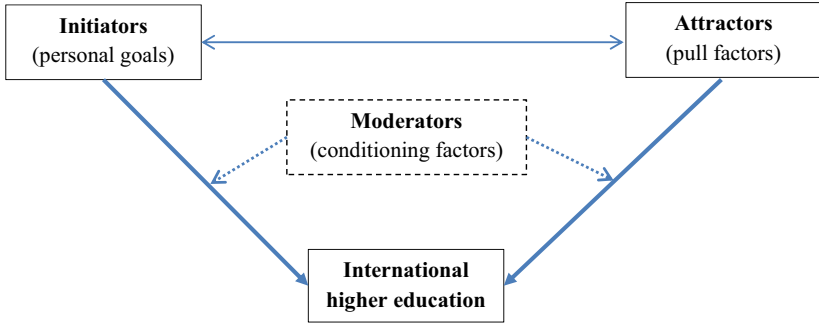 Initiators
(personal goals)
Attractors
(pull factors)
Moderators
(conditioning factors)
International
higher education